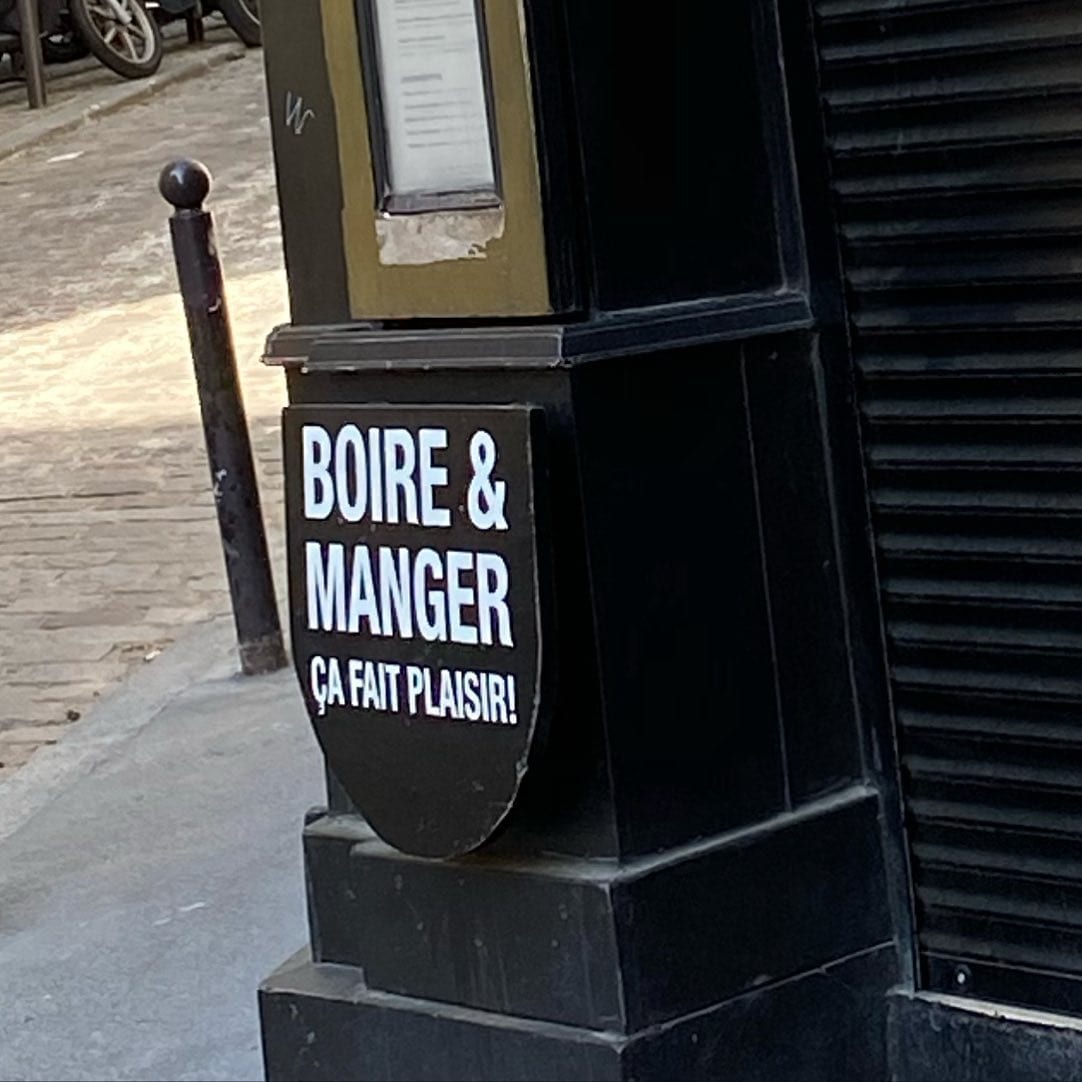 BOIRE &
MANGER
ÇA FAIT PLAISIR!